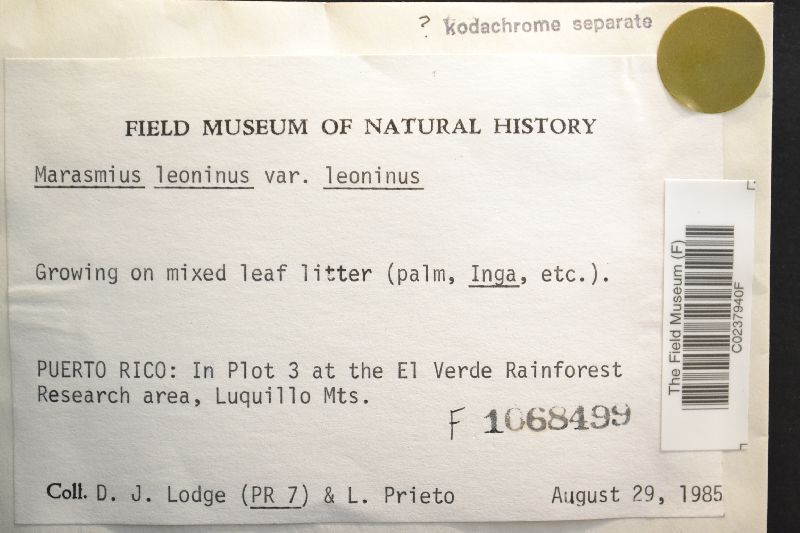 ? Kodachrome separate
FIELD MUSEUM OF NATURAL HISTORY
Marasmius leoninus var. leoninus
Growing on mixed leaf litter (palm, Inga, etc.).
PUERTO RICO: In Plot 3 at the El Verde Rainforest
Research area, Luquillo Mts.
F 1068499
Coll. D. J. Lodge (PR 7) & L. Prieto August 29, 1985
The Field Museum (F)
C0237940F